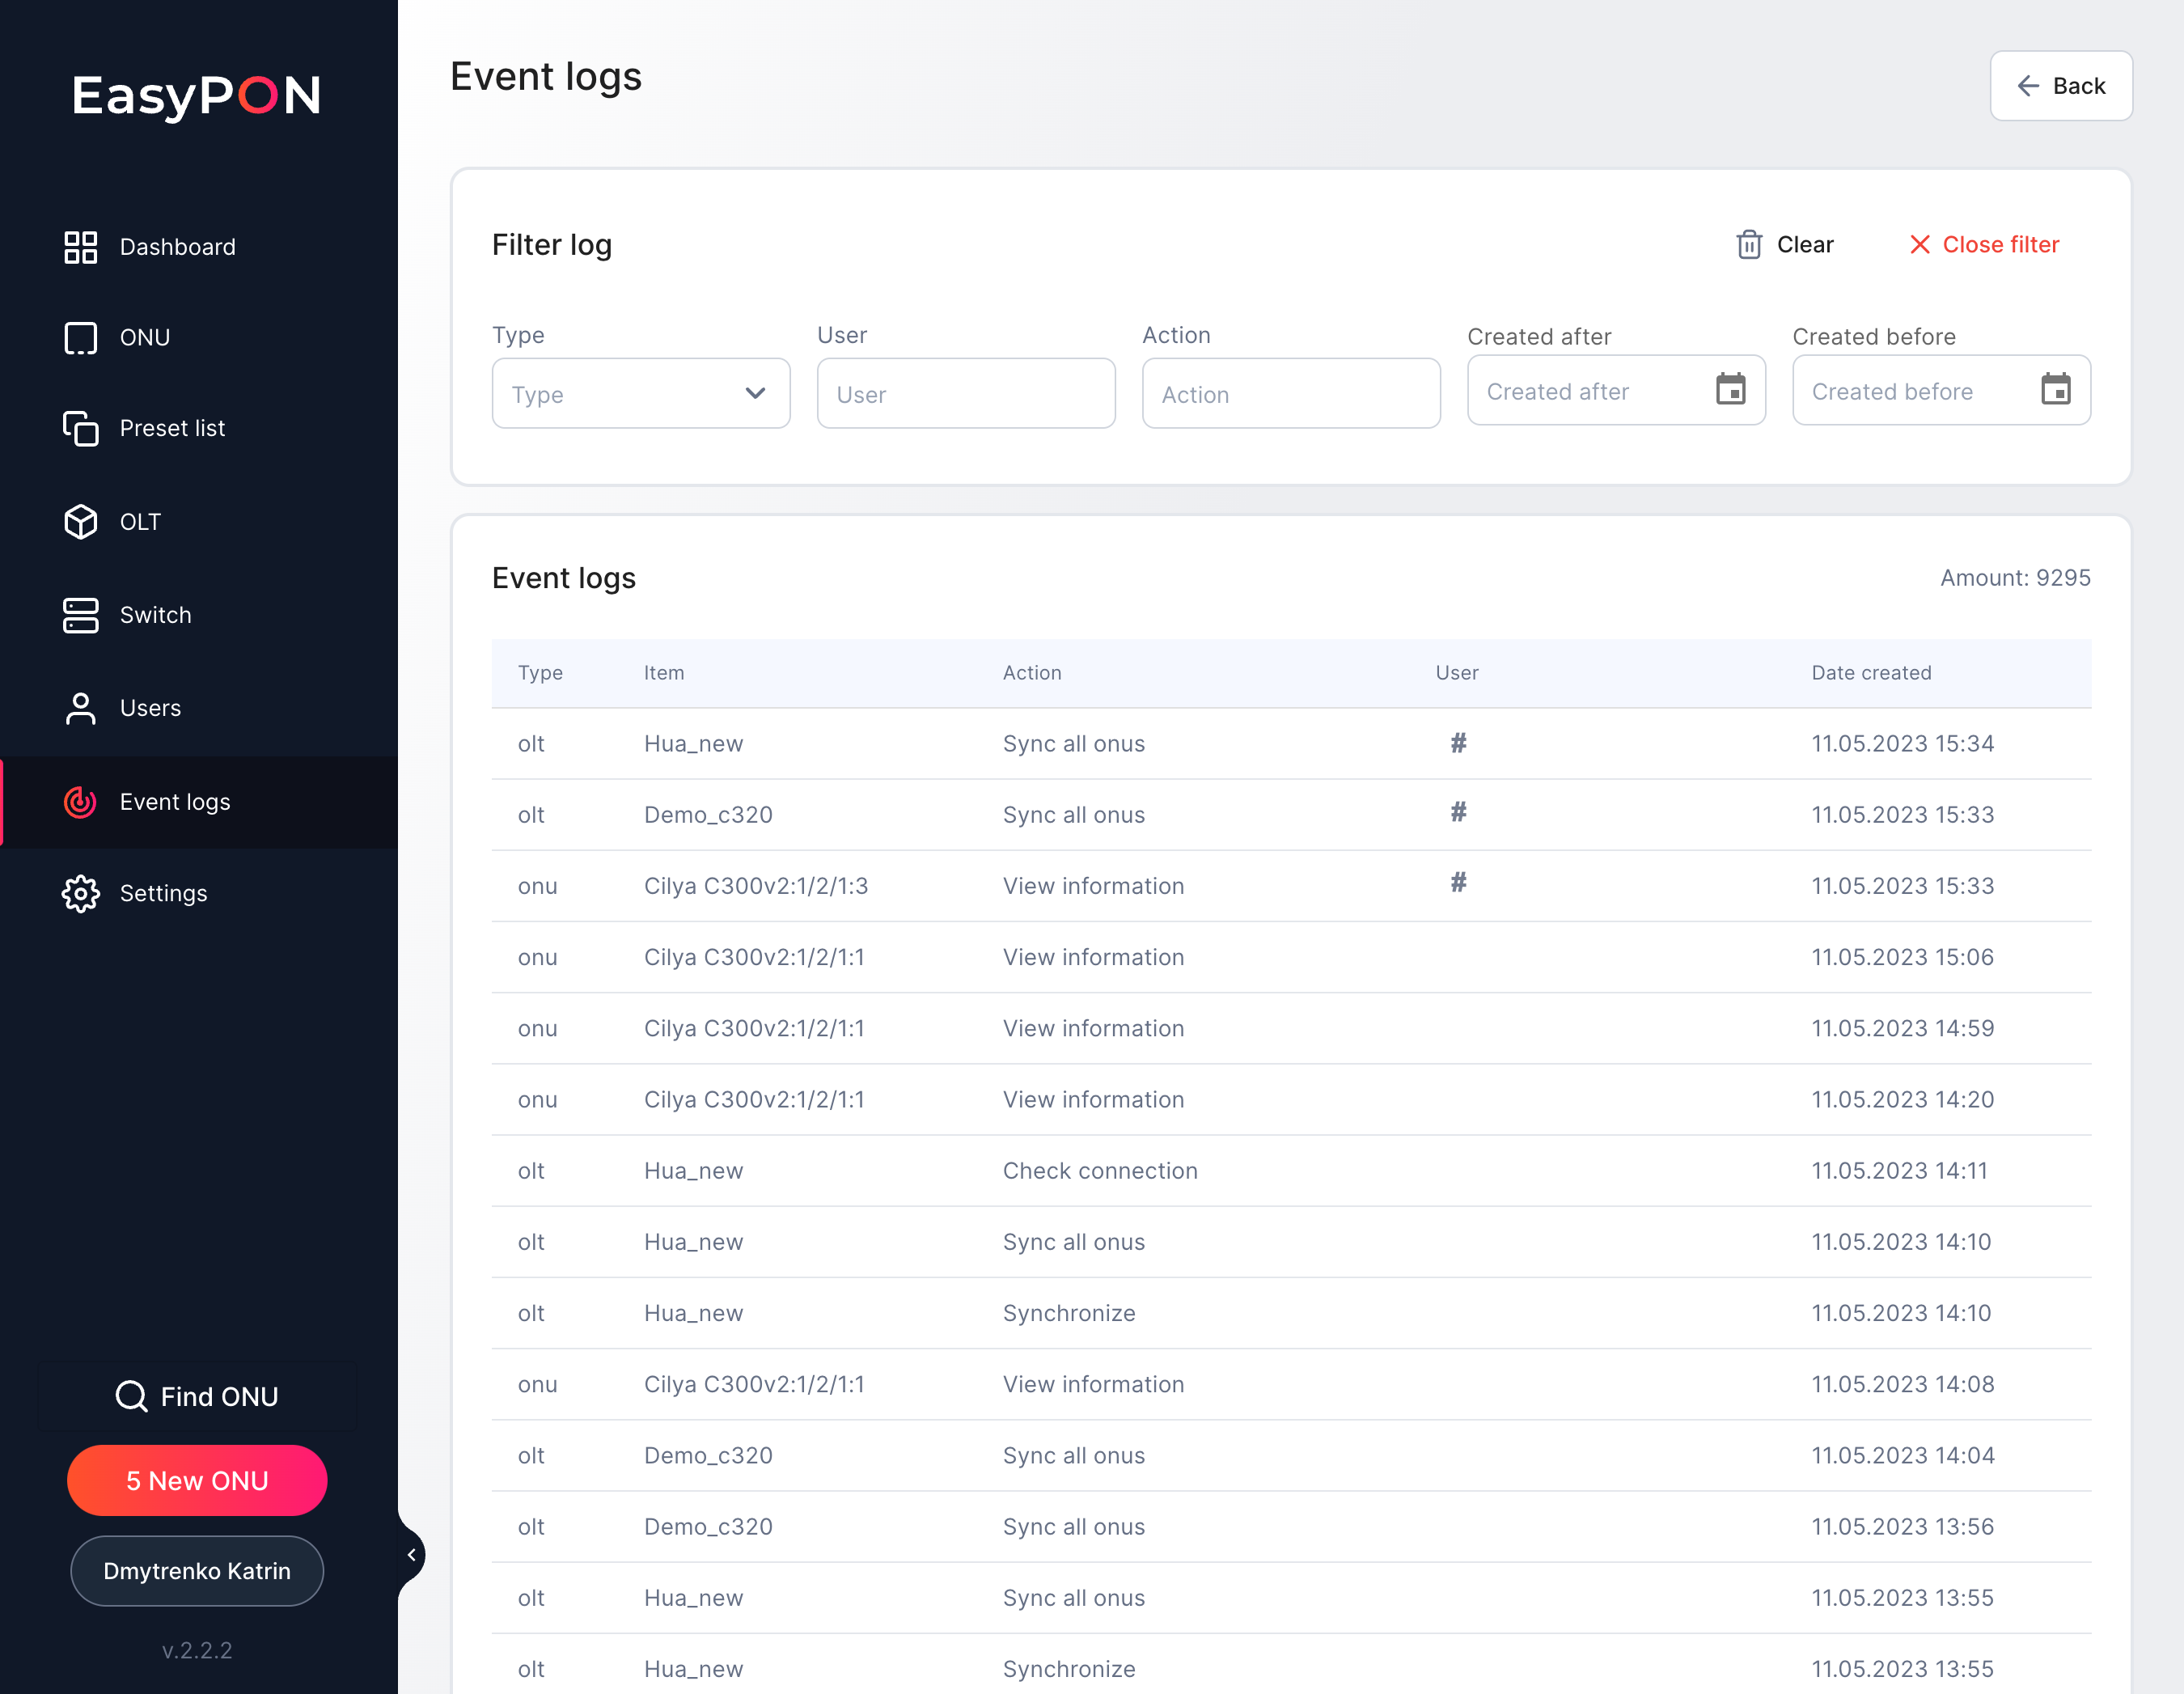 EasyPON
Dashboard
ONU
Preset list
OLT
Switch
Users
Event logs
Settings
Find ONU
5 New ONU
Dmytrenko Katrin
v.2.2.2
Event logs
Back
Filter log
Clear
Close filter
Type User Action Created after Created before
Type User Action Created after Created before
Event logs
Amount: 9295
Type Item Action User Date created
olt Hua_new Sync all onus # 11.05.2023 15:34
olt Demo_c320 Sync all onus # 11.05.2023 15:33
onu Cilya C300v2:1/2/1:3 View information # 11.05.2023 15:33
onu Cilya C300v2:1/2/1:1 View information 11.05.2023 15:06
onu Cilya C300v2:1/2/1:1 View information 11.05.2023 14:59
onu Cilya C300v2:1/2/1:1 View information 11.05.2023 14:20
olt Hua_new Check connection 11.05.2023 14:11
olt Hua_new Sync all onus 11.05.2023 14:10
olt Hua_new Synchronize 11.05.2023 14:10
onu Cilya C300v2:1/2/1:1 View information 11.05.2023 14:08
olt Demo_c320 Sync all onus 11.05.2023 14:04
olt Demo_c320 Sync all onus 11.05.2023 13:56
olt Hua_new Sync all onus 11.05.2023 13:55
olt Hua_new Synchronize 11.05.2023 13:55